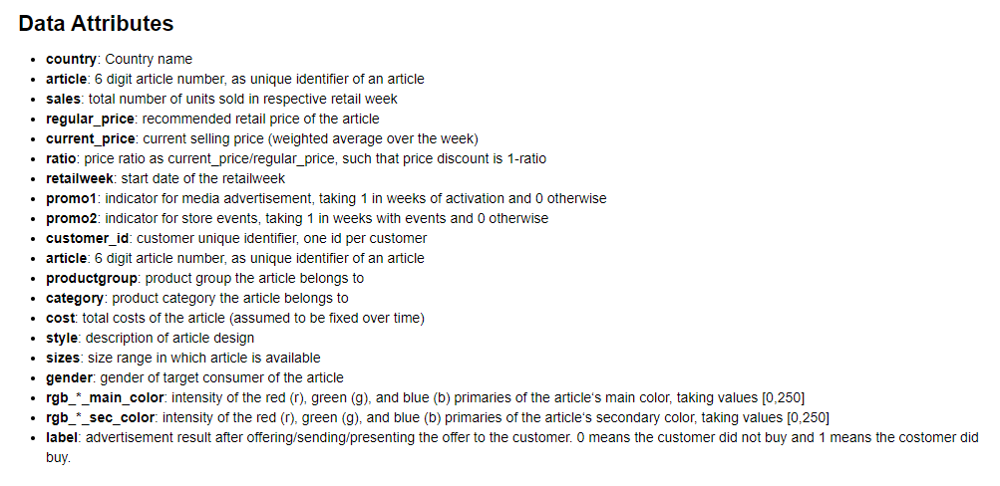 Data Attributes
• country: Country name
• article: 6 digit article number, as unique identifier of an article
• sales: total number of units sold in respective retail week
• regular_price: recommended retail price of the article
• current_price: current selling price (weighted average over the week)
• ratio: price ratio as current_price/regular_price, such that price discount is 1-ratio
• retailweek: start date of the retailweek
• promo1: indicator for media advertisement, taking 1 in weeks of activation and 0 otherwise
• promo2: indicator for store events, taking 1 in weeks with events and 0 otherwise
• customer_id: customer unique identifier, one id per customer
• article: 6 digit article number, as unique identifier of an article
• productgroup: product group the article belongs to
• category: product category the article belongs to
• cost: total costs of the article (assumed to be fixed over time)
• style: description of article design
• sizes: size range in which article is available
• gender: gender of target consumer of the article
• rgb_*_main_color: intensity of the red (r), green (g), and blue (b) primaries of the article‘s main color, taking values [0,250]
• rgb_*_sec_color: intensity of the red (r), green (g), and blue (b) primaries of the article‘s secondary color, taking values [0,250]
• label: advertisement result after offering/sending/presenting the offer to the customer. 0 means the customer did not buy and 1 means the costomer did
buy.